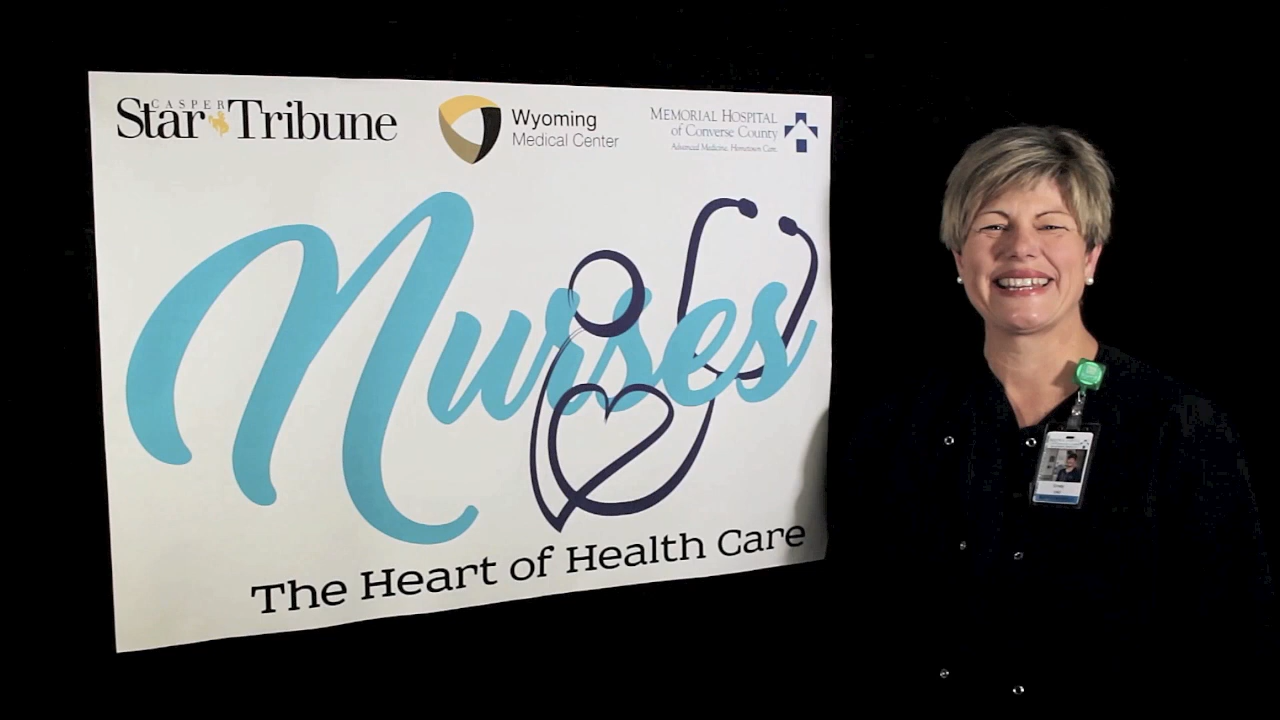 CASPER
Star Tribune
Wyoming
Medical Center
MEMORIAL HOSPITAL
of Converse County
Advanced Medicine. Hometown Care.
Nurses
The Heart of Health Care